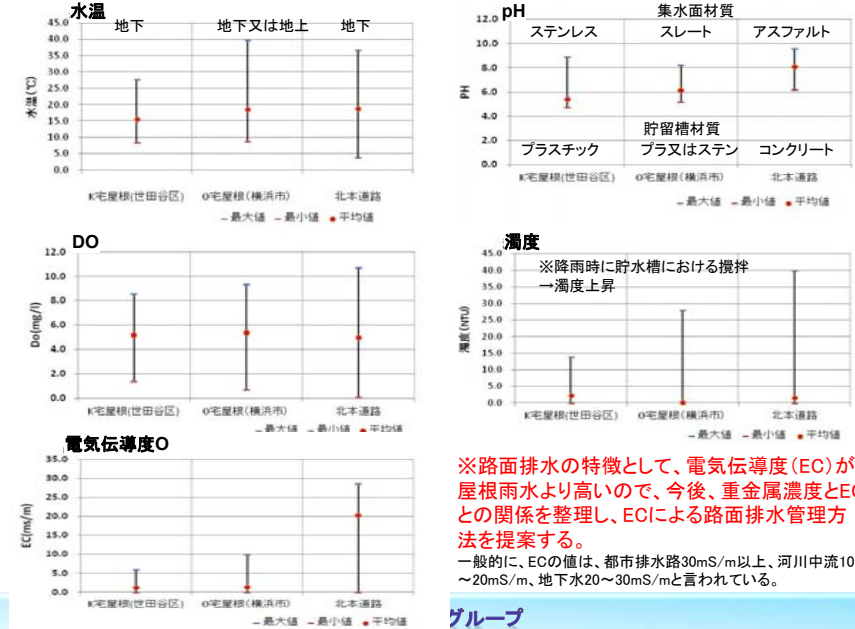 水温
地下 地下又は地上 地下
45.0
40.0
35.0
30.0
25.0
20.0
15.0
10.0
5.0
0.0
水温(℃)
K宅屋根(世田谷区) O宅屋根(横浜市) 北本道路
最大値 最小値 平均値
pH
集水面材質
ステンレス スレート アスファルト
12.0
10.0
8.0
6.0
4.0
2.0
0.0
PH
貯留槽材質
プラスチック プラ又はステン コンクリート
K宅屋根(世田谷区) O宅屋根(横浜市) 北本道路
最大値 最小値 平均値
DO
12.0
10.0
8.0
6.0
4.0
2.0
0.0
Do(mg/l)
K宅屋根(世田谷区) O宅屋根(横浜市) 北本道路
最大値 最小値 平均値
濁度
※降雨時に貯水槽における攪拌
→濁度上昇
45.0
40.0
35.0
30.0
25.0
20.0
15.0
10.0
5.0
0.0
濁度(NTU)
K宅屋根(世田谷区) O宅屋根(横浜市) 北本道路
最大値 最小値 平均値
電気伝導度O
35.0
30.0
25.0
20.0
15.0
10.0
5.0
0.0
EC(ms/m)
K宅屋根(世田谷区) O宅屋根(横浜市) 北本道路
最大値 最小値 平均値
※路面排水の特徴として、電気伝導度(EC)が
屋根雨水より高いので、今後、重金属濃度とEC
との関係を整理し、ECによる路面排水管理方
法を提案する。
一般的に、ECの値は、都市排水路30mS/m以上、河川中流10
～20mS/m、地下水20～30mS/mと言われている。
グループ